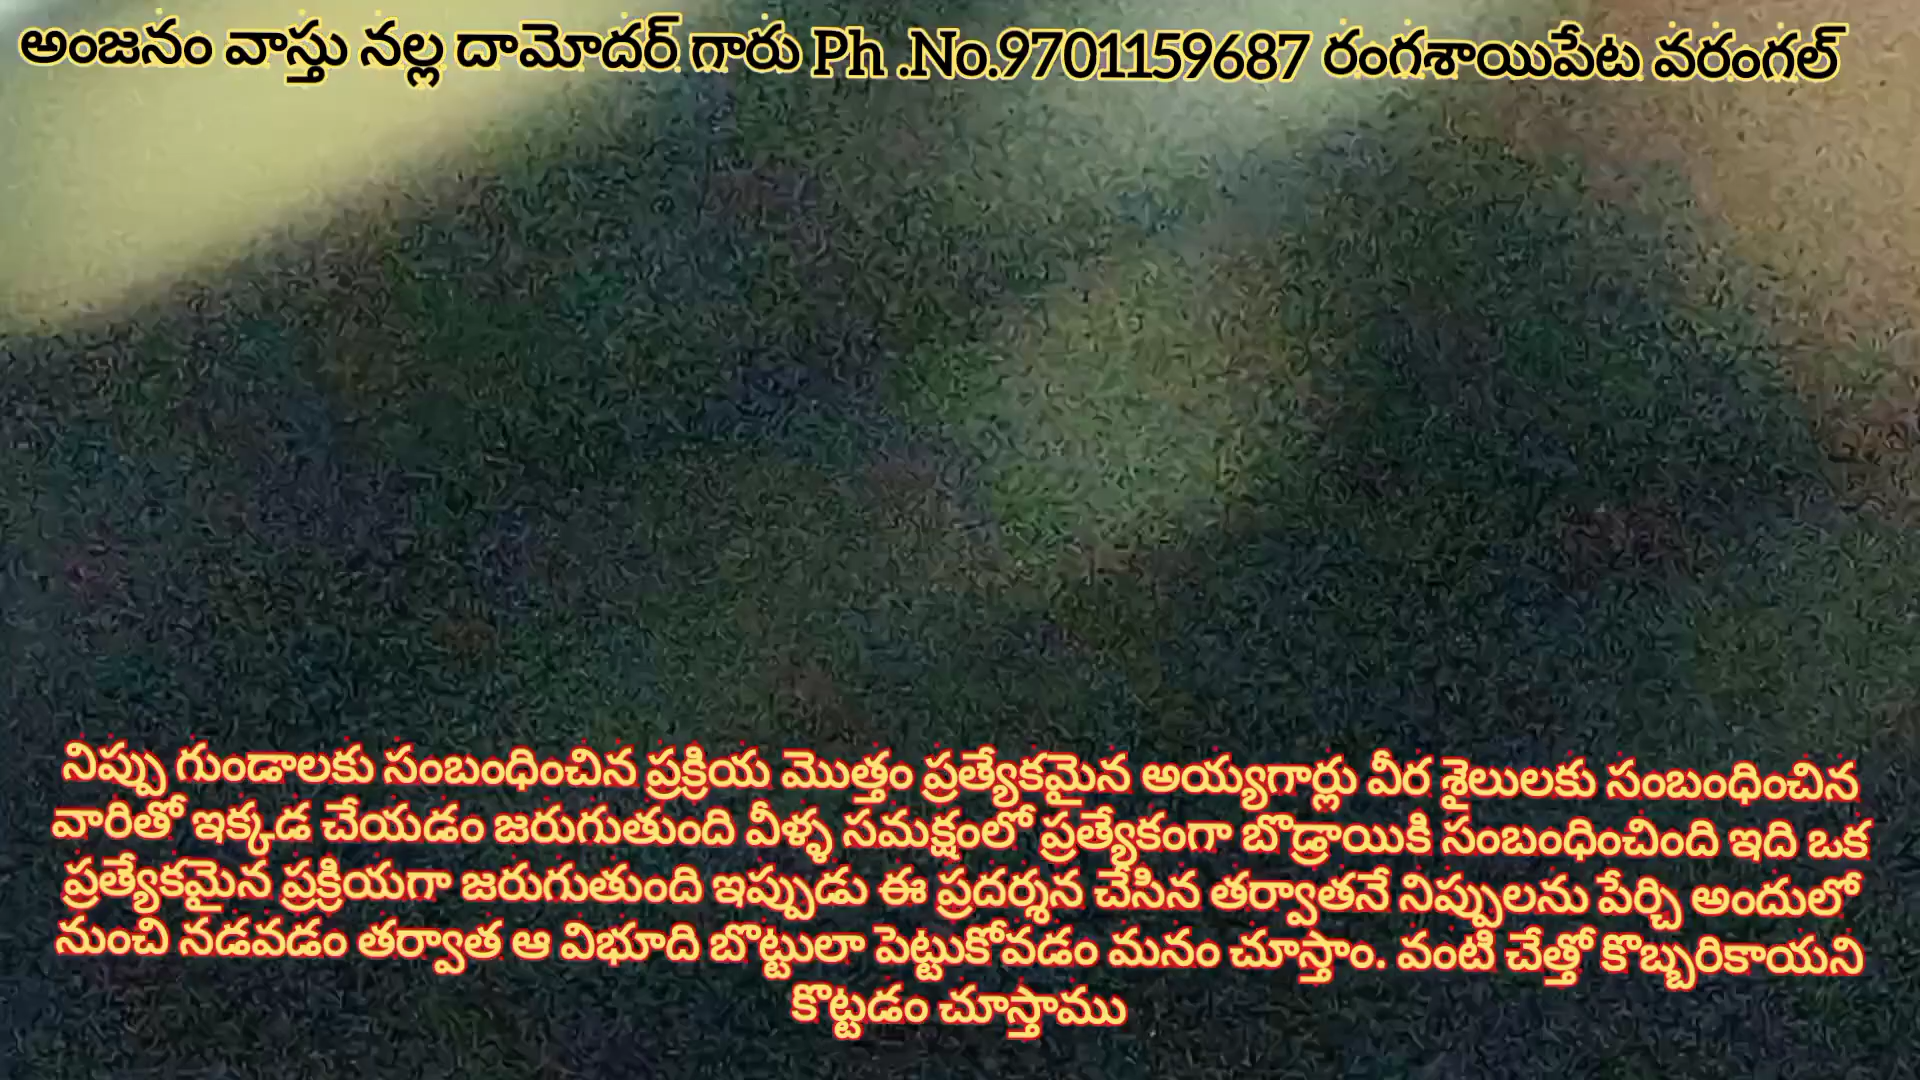 అంజనం వాస్తు నల్ల దామోదర్ గారు Ph .No.9701159687 రంగశాయిపేట వరంగల్
నిప్పు గుండాలకు సంబంధించిన ప్రక్రియ మొత్తం ప్రత్యేకమైన అయ్యగార్లు వీర శైలులకు సంబంధించిన
వారితో ఇక్కడ చేయడం జరుగుతుంది వీళ్ళ సమక్షంలో ప్రత్యేకంగా బొడ్రాయికి సంబంధించింది ఇది ఒక
ప్రత్యేకమైన ప్రక్రియగా జరుగుతుంది ఇప్పుడు ఈ ప్రదర్శన చేసిన తర్వాతనే నిప్పులను పేర్చి అందులో
నుంచి నడవడం తర్వాత ఆ విభూది బొట్టులా పెట్టుకోవడం మనం చూస్తాం. వంటి చేత్తో కొబ్బరికాయని
కొట్టడం చూస్తాము